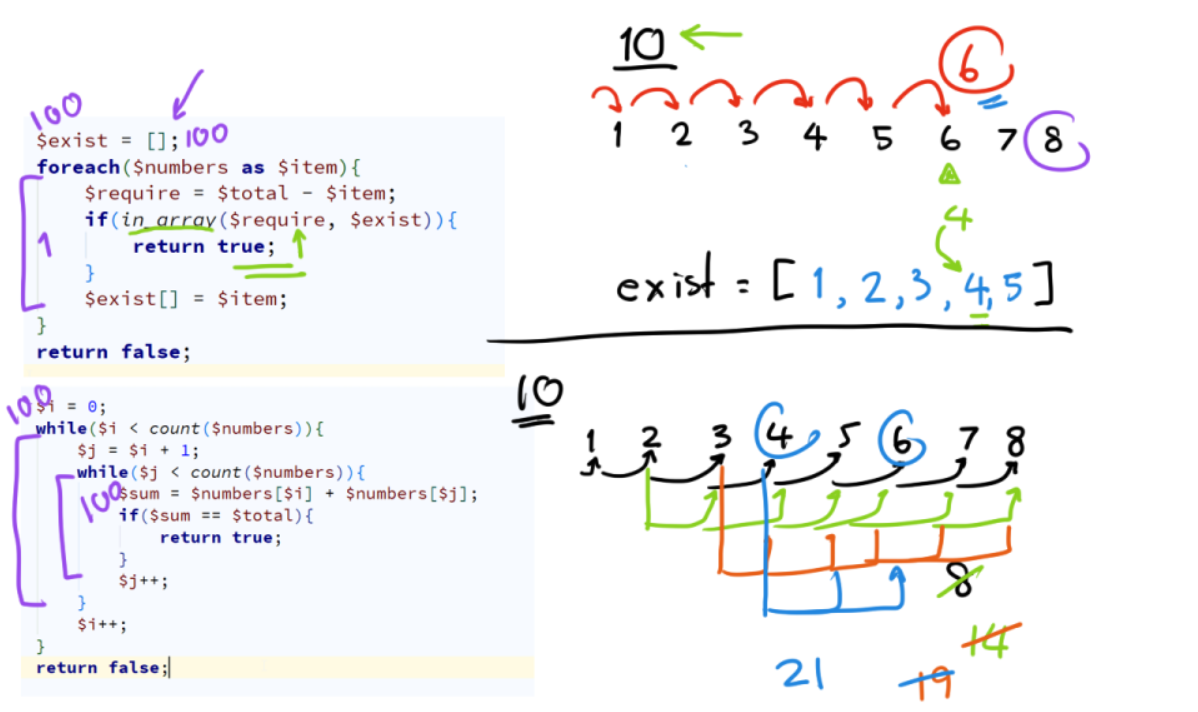 100
$exist = []; 100
foreach($numbers as $item){
$require = $total - $item;
if(in_array($require, $exist)){
1
return true;
}
$exist[] = $item;
}
return false;
10
6
1 2 3 4 5 6 7 8
4
exist = [1, 2, 3, 4, 5]
100
$i = 0;
while($i < count($numbers)){
$j = $i + 1;
while($j < count($numbers)){
100
$sum = $numbers[$i] + $numbers[$j];
if($sum == $total){
return true;
}
$j++;
}
$i++;
}
return false;
10
1 2 3 4 5 6 7 8
8
14
19
21